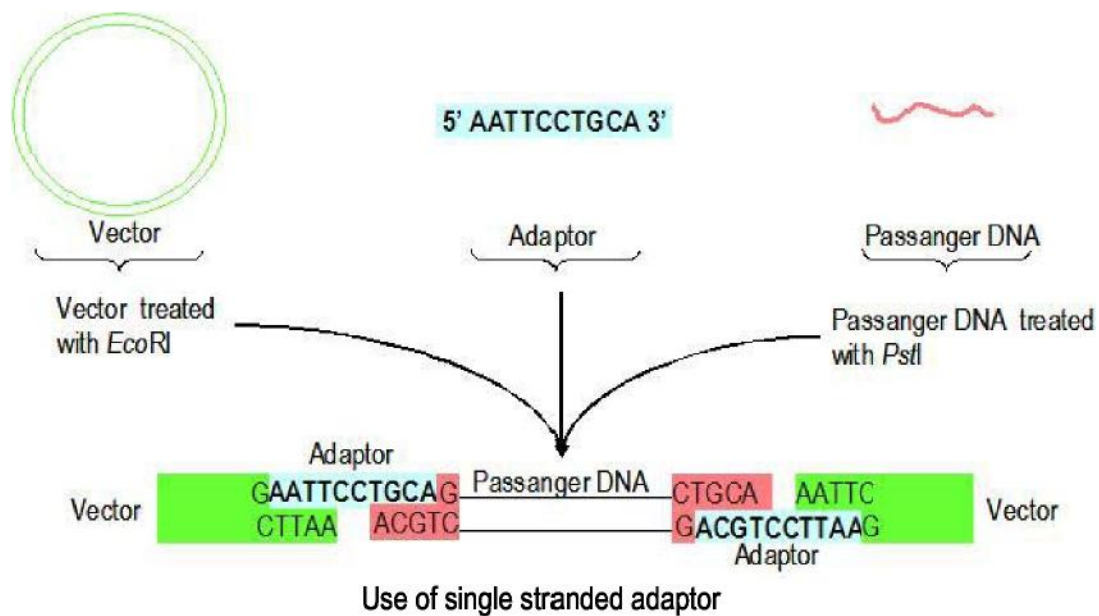 5' AATTCCTGCA 3'
Vector
Adaptor
Passanger DNA
Vector treated
with EcoRI
Passanger DNA treated
with PstI
Adaptor
Vector
GAATTCCTGCAG
Passanger DNA
CTGCA
AATTC
Vector
CTTAA
ACGTC
GACGTCCTTAAG
Adaptor
Use of single stranded adaptor